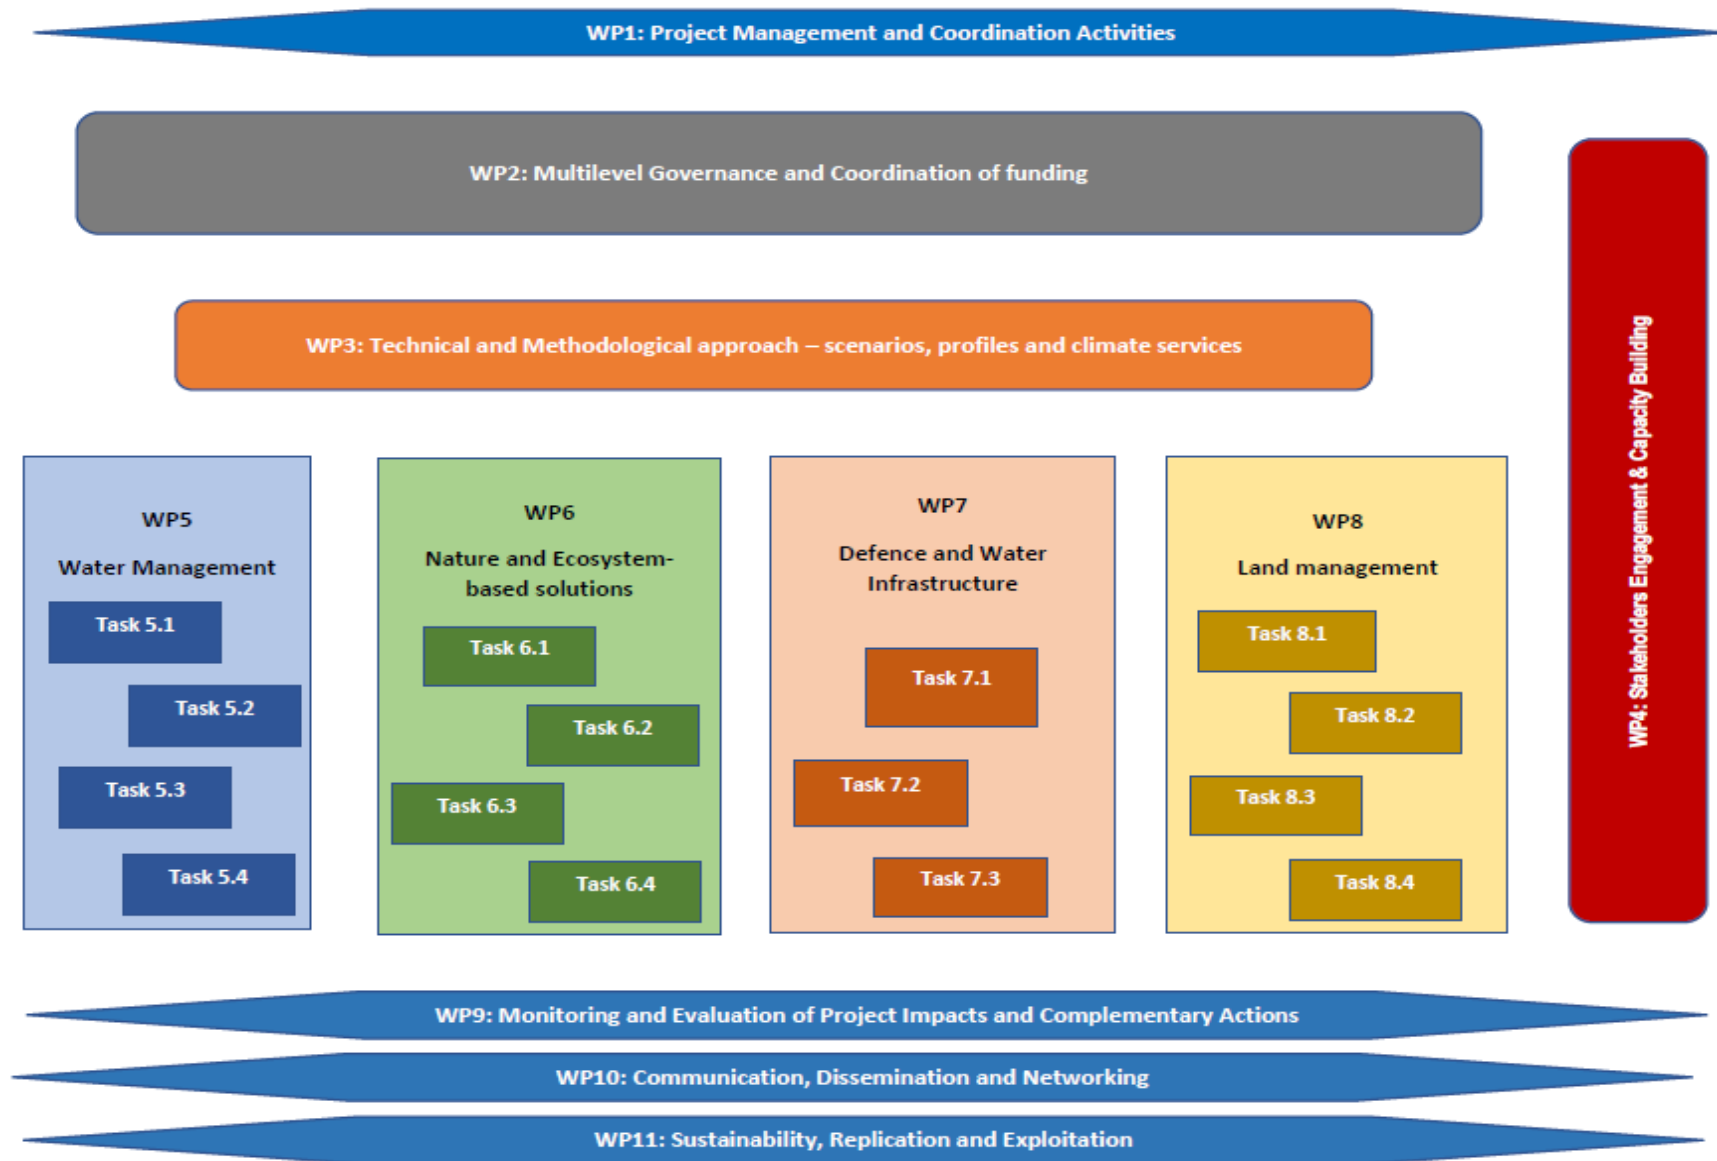 WP1: Project Management and Coordination Activities
WP2: Multilevel Governance and Coordination of funding
WP3: Technical and Methodological approach – scenarios, profiles and climate services
WP4: Stakeholders Engagement & Capacity Building
WP5
Water Management
Task 5.1
Task 5.2
Task 5.3
Task 5.4
WP6
Nature and Ecosystem-
based solutions
Task 6.1
Task 6.2
Task 6.3
Task 6.4
WP7
Defence and Water
Infrastructure
Task 7.1
Task 7.2
Task 7.3
WP8
Land management
Task 8.1
Task 8.2
Task 8.3
Task 8.4
WP9: Monitoring and Evaluation of Project Impacts and Complementary Actions
WP10: Communication, Dissemination and Networking
WP11: Sustainability, Replication and Exploitation